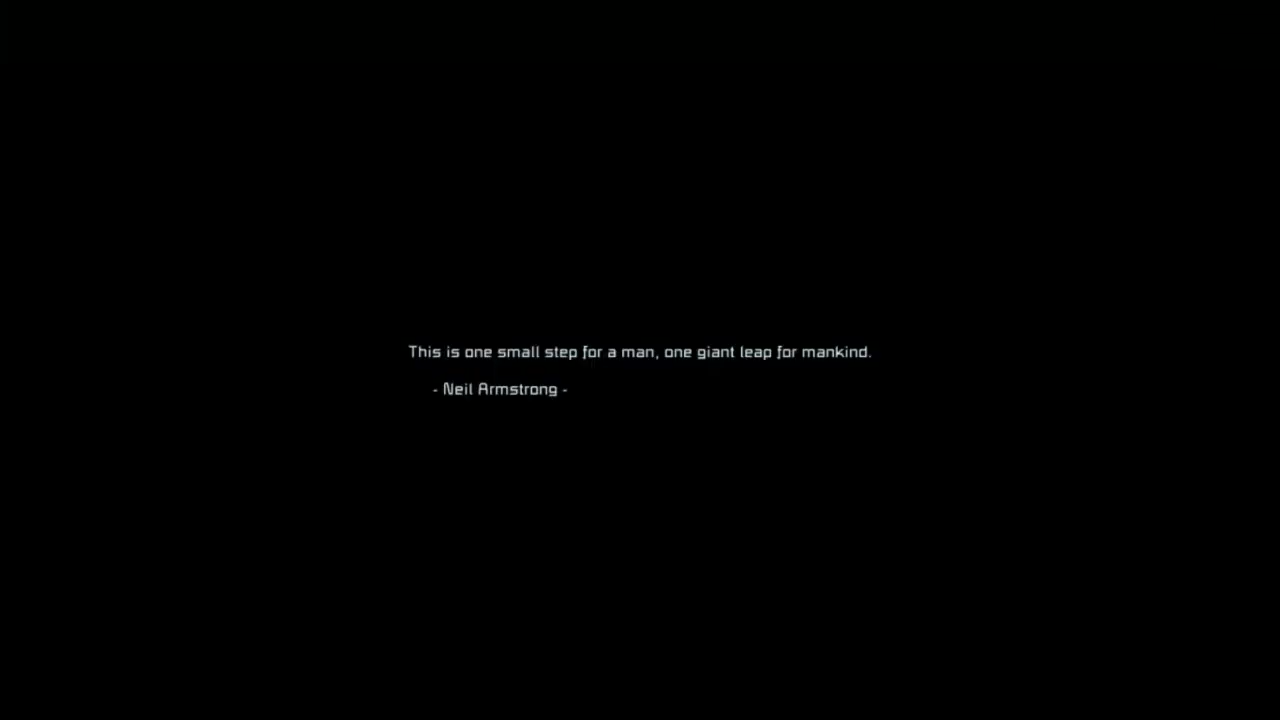 This is one small step for a man, one giant leap for mankind.
- Neil Armstrong -